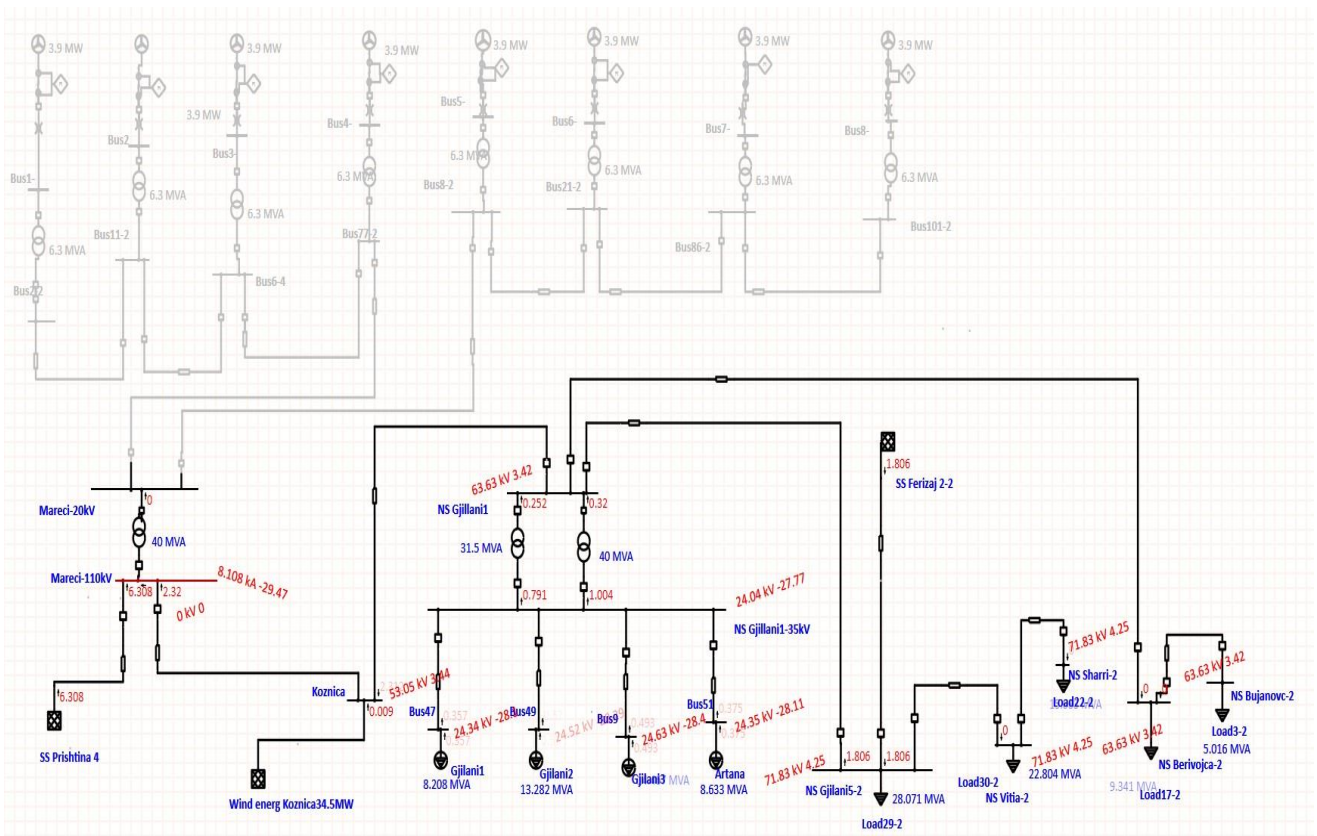 3.9 MW
3.9 MW
3.9 MW
3.9 MW
3.9 MW
3.9 MW
3.9 MW
3.9 MW
Bus5-
Bus4-
Bus6-
Bus7-
Bus8-
Bus2
Bus3-
Bus1-
6.3 MVA
6.3 MVA
6.3 MVA
6.3 MVA
6.3 MVA
6.3 MVA
6.3 MVA
6.3 MVA
Bus8-2
Bus21-2
Bus101-2
Bus11-2
Bus77-2
Bus86-2
Bus6-4
SS Ferizaj 2-2
1.806
63.63 kV 3.42
NS Gjillani1
0.252
0.32
31.5 MVA
40 MVA
0.791
1.004
24.04 kV -27.77
NS Gjillani1-35kV
Mareci-20kV
0
40 MVA
Mareci-110kV
6.308
2.32
8.108 kA -29.47
0 kV 0
6.308
SS Prishtina 4
Koznica
53.05 kV 3.44
0.009
Wind energ Koznica34.5MW
Bus47
0.357
24.34 kV
0.357
Gjilani1
8.208 MVA
Bus49
24.52 kV
Gjilani2
13.282 MVA
Bus9
0.493
24.63 kV -28.4
0.493
Gjilani3
MVA
Bus51
0.375
24.35 kV -28.11
Artana
8.633 MVA
71.83 kV 4.25
1.806
1.806
NS Gjilani5-2
28.071 MVA
Load29-2
0
71.83 kV 4.25
22.804 MVA
Load30-2
NS Vitia-2
71.83 kV 4.25
NS Sharri-2
Load22-2
0
63.63 kV 3.42
NS Berivojca-2
9.341 MVA
Load17-2
63.63 kV 3.42
NS Bujanovc-2
Load3-2
5.016 MVA